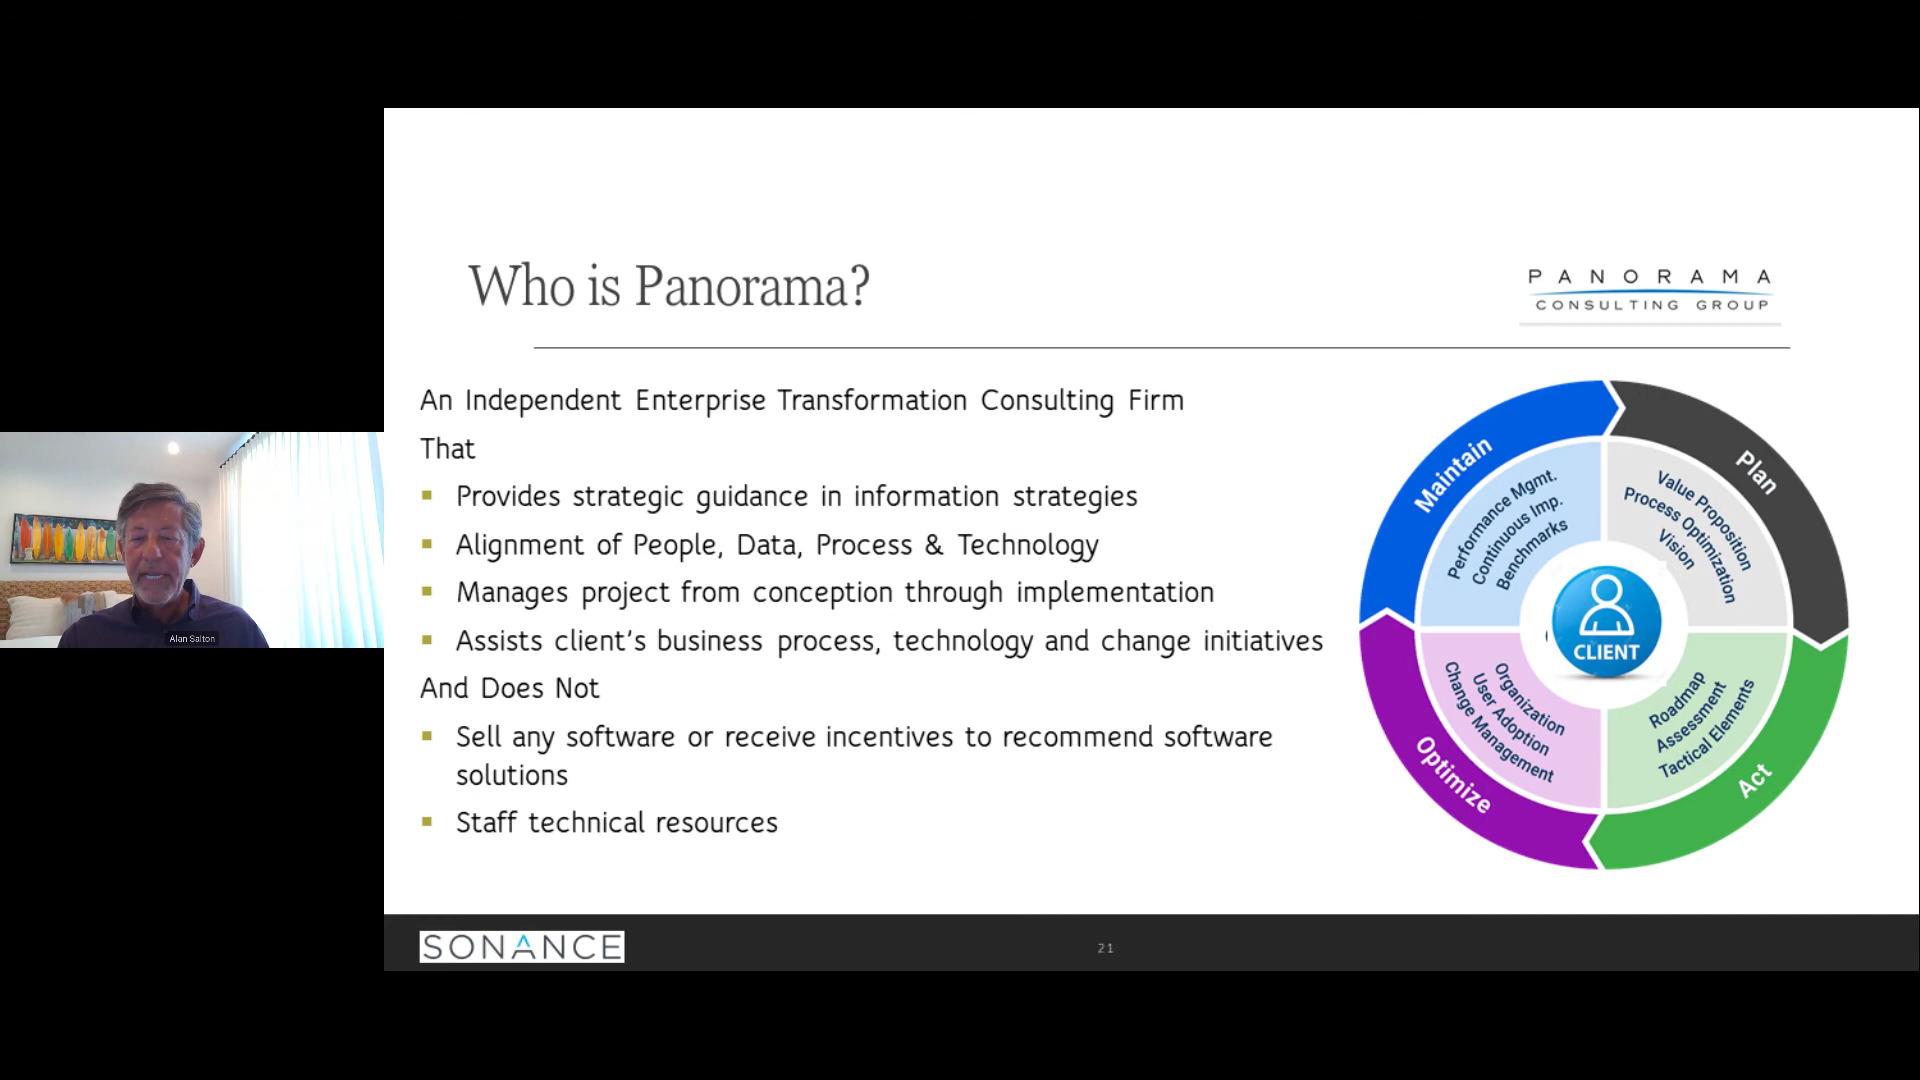 Who is Panorama?
PANORAMA
CONSULTING GROUP
An Independent Enterprise Transformation Consulting Firm
That
▪ Provides strategic guidance in information strategies
▪ Alignment of People, Data, Process & Technology
▪ Manages project from conception through implementation
▪ Assists client's business process, technology and change initiatives
And Does Not
▪ Sell any software or receive incentives to recommend software
solutions
▪ Staff technical resources
Maintain
Performance Mgmt.
Continuous Imp.
Benchmarks
Plan
Value Proposition
Process Optimization
Vision
CLIENT
Optimize
Organization
User Adoption
Change Management
Act
Roadmap
Assessment
Tactical Elements
Alan Salton
SONANCE
21